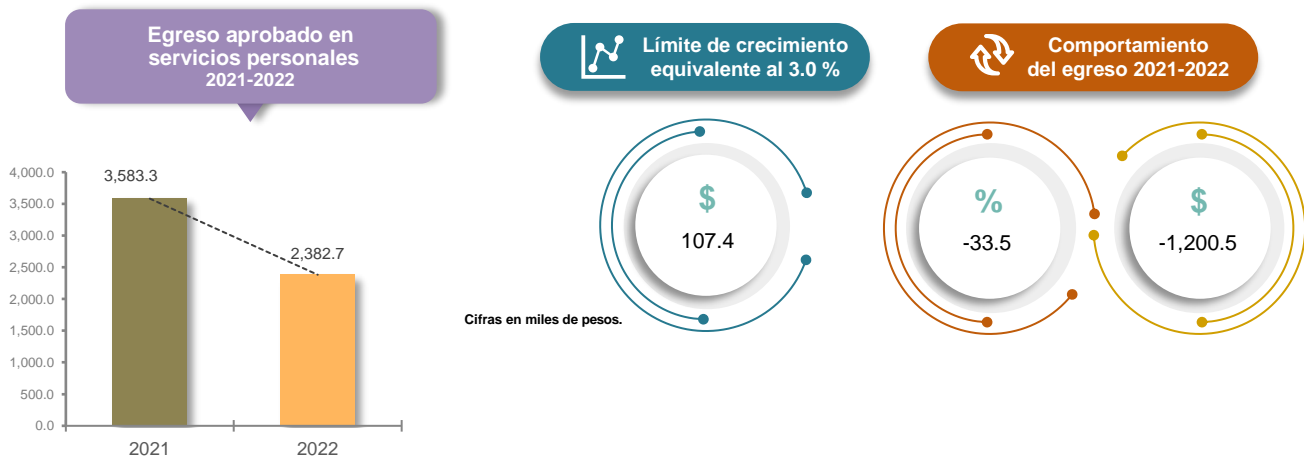 Egreso aprobado en
servicios personales
2021-2022
4,000.0
3,500.0
3,000.0
2,500.0
2,000.0
1,500.0
1,000.0
500.0
0.0
3,583.3
2,382.7
2021
2022
Límite de crecimiento
equivalente al 3.0 %
$
107.4
Cifras en miles de pesos.
Comportamiento
del egreso 2021-2022
%
-33.5
$
-1,200.5